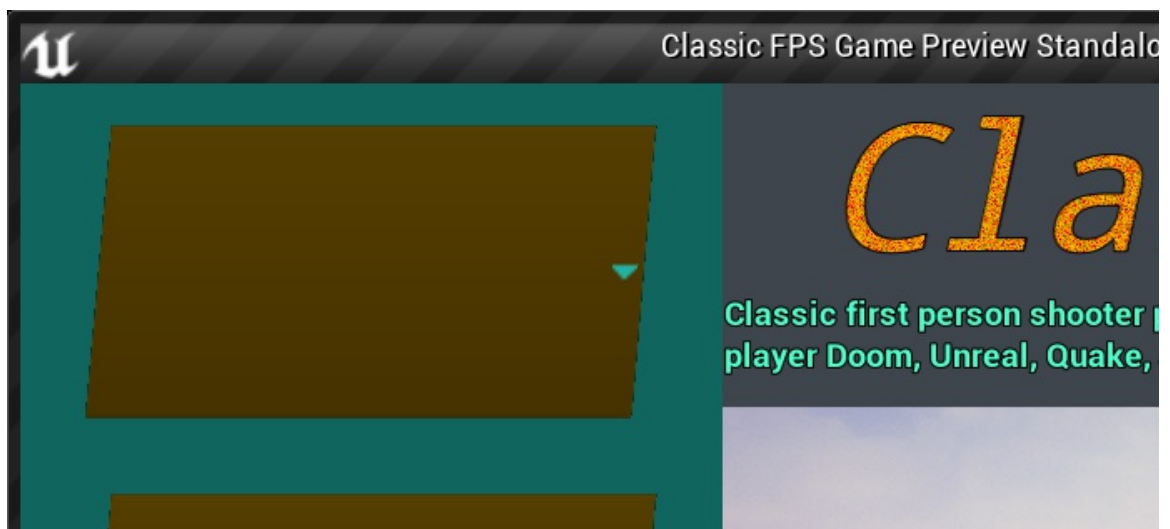 Classic FPS Game Preview Standalo
Cla
Classic first person shooter
player Doom, Unreal, Quake,